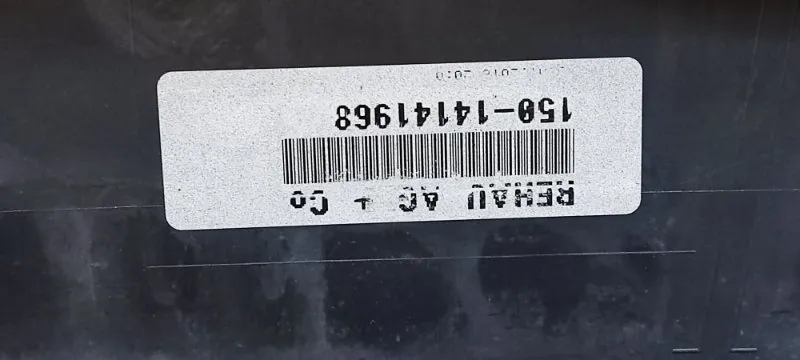 REHAU AG + Co
150-14141968